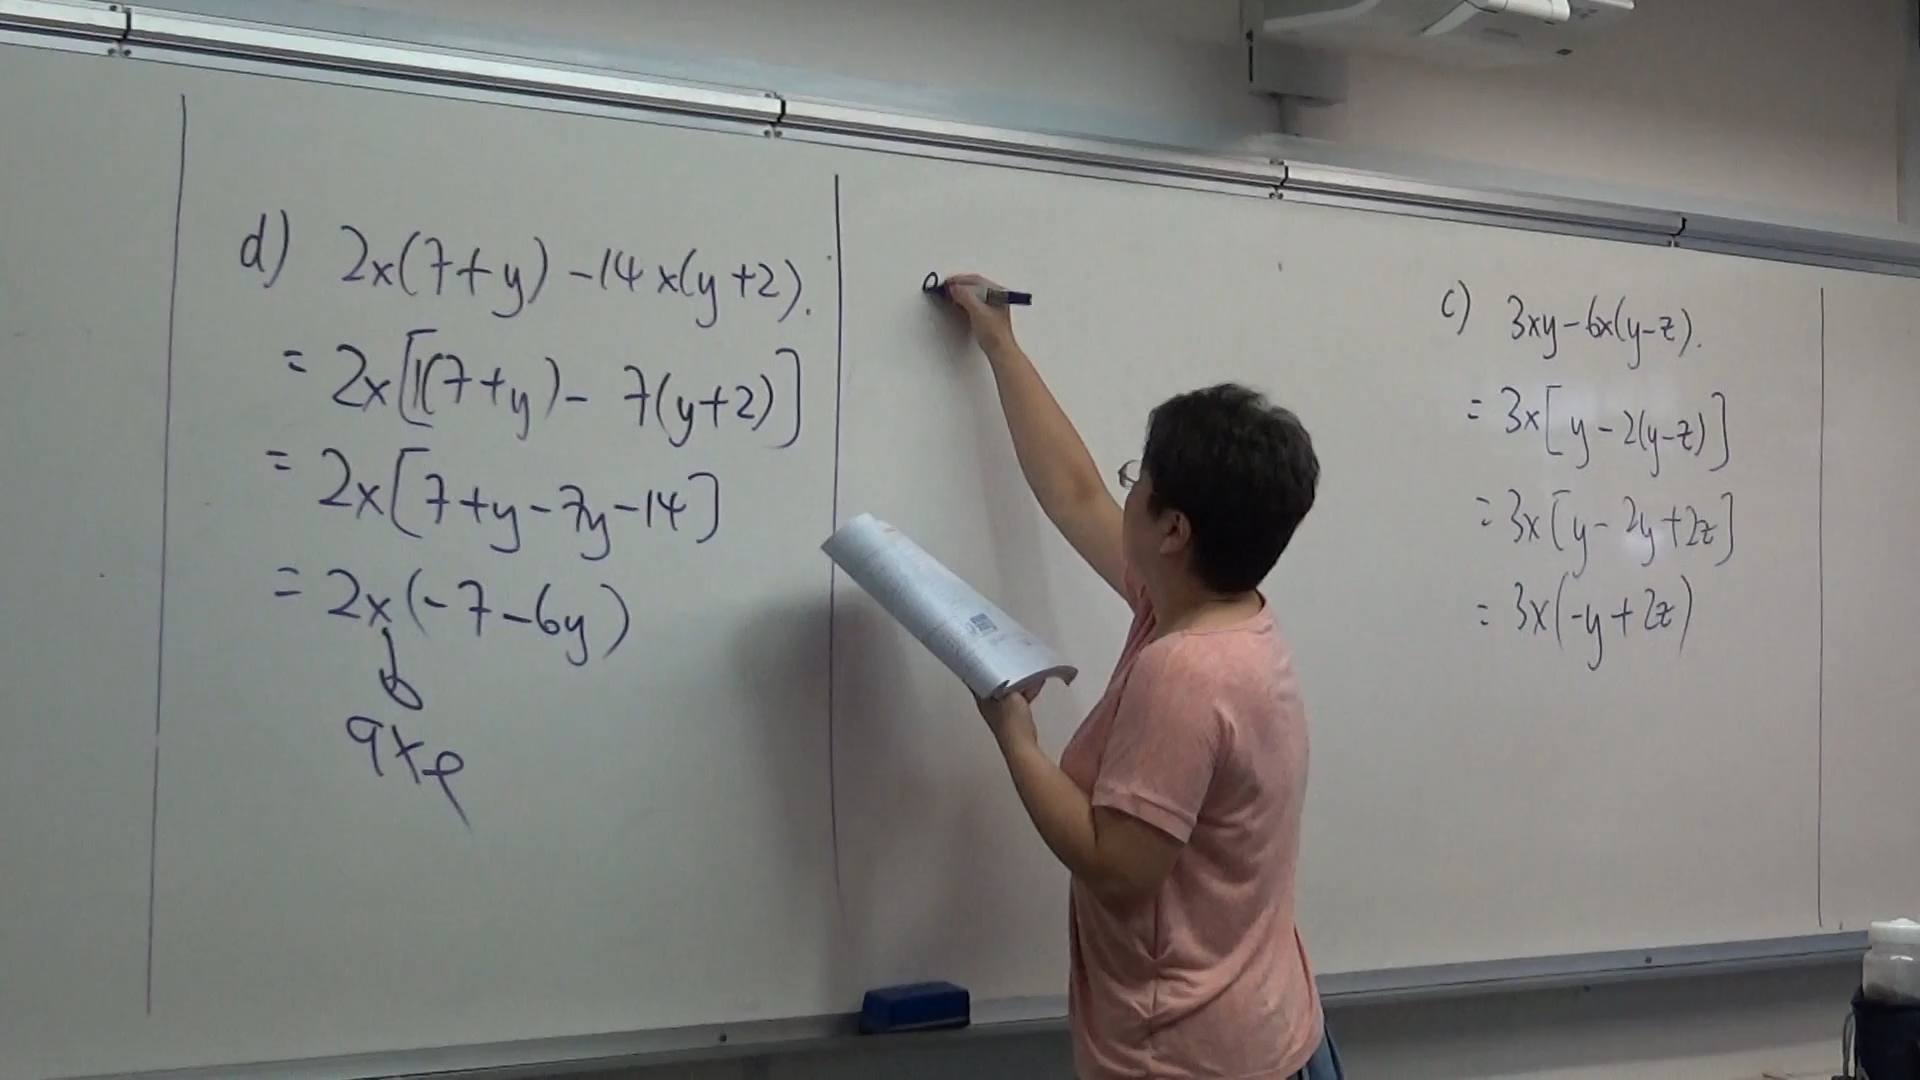 d) 2x(7+y) -14x(y+2).
= 2x[1(7+y) - 7(y+2)]
= 2x[7+y-7y-14]
= 2x(-7-6y)
c) 3xy-6x(y-z).
= 3x[y-2(y-z)]
= 3x[y-2y+2z]
= 3x(-y+2z)